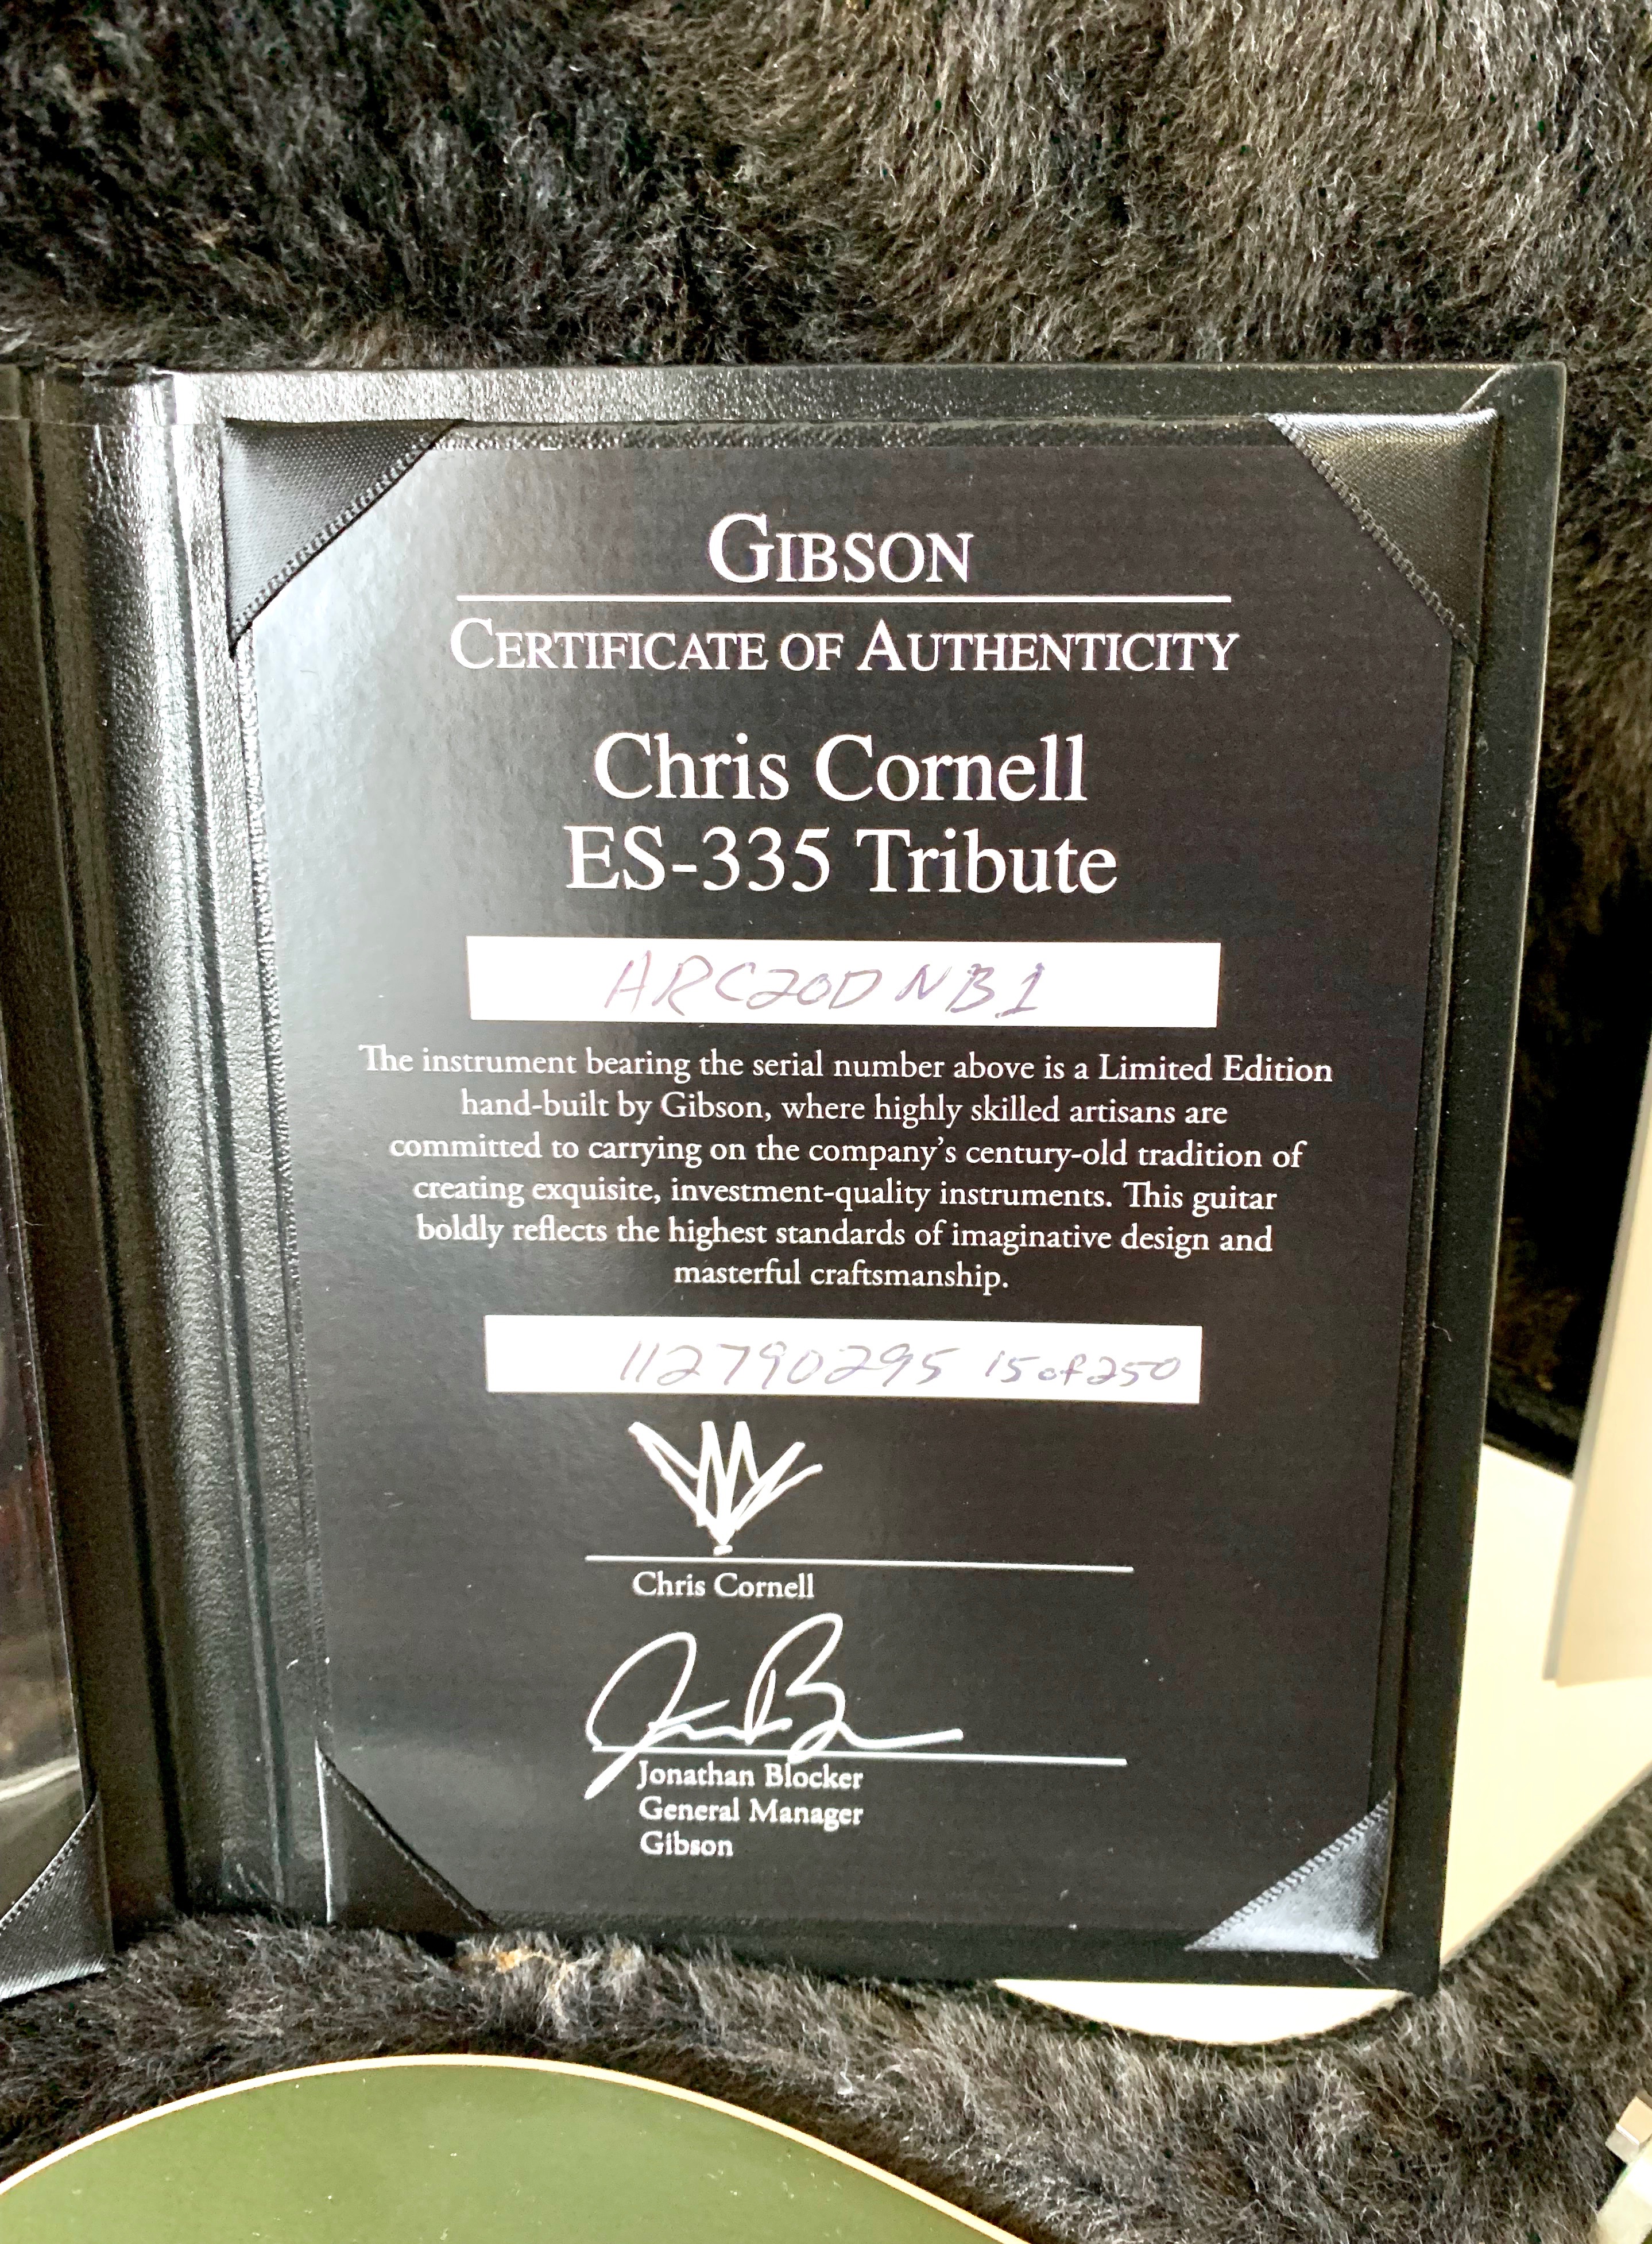 GIBSON
CERTIFICATE OF AUTHENTICITY
Chris Cornell
ES-335 Tribute
ARC20DNB1
The instrument bearing the serial number above is a Limited Edition
hand-built by Gibson, where highly skilled artisans are
committed to carrying on the company's century-old tradition of
creating exquisite, investment-quality instruments. This guitar
boldly reflects the highest standards of imaginative design and
masterful craftsmanship.
112790295 15 of 250
Chris Cornell
Jonathan Blocker
General Manager
Gibson